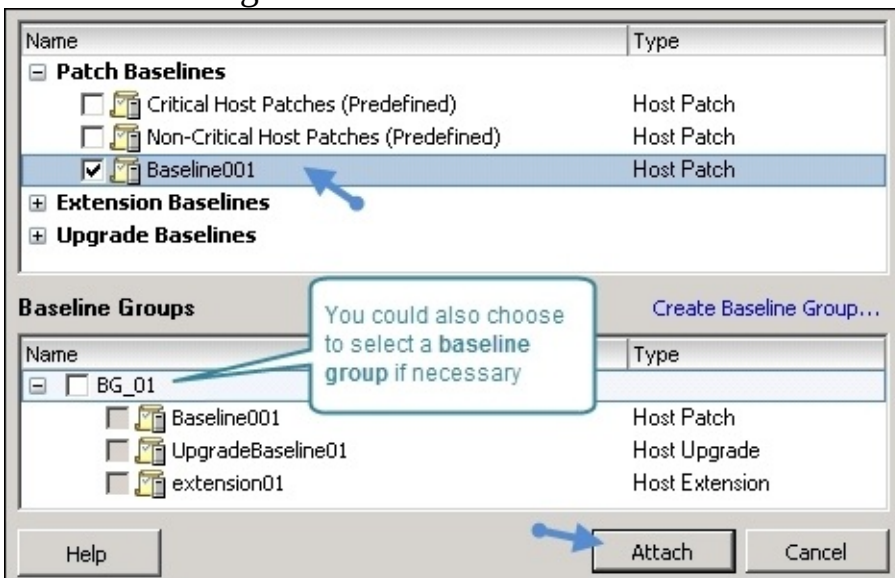 Name Type
Patch Baselines
Critical Host Patches (Predefined) Host Patch
Non-Critical Host Patches (Predefined) Host Patch
Baseline001 Host Patch
Extension Baselines
Upgrade Baselines
Baseline Groups Create Baseline Group...
You could also choose
to select a baseline
group if necessary
Name Type
BG_01
Baseline001 Host Patch
UpgradeBaseline01 Host Upgrade
extension01 Host Extension
Help Attach Cancel